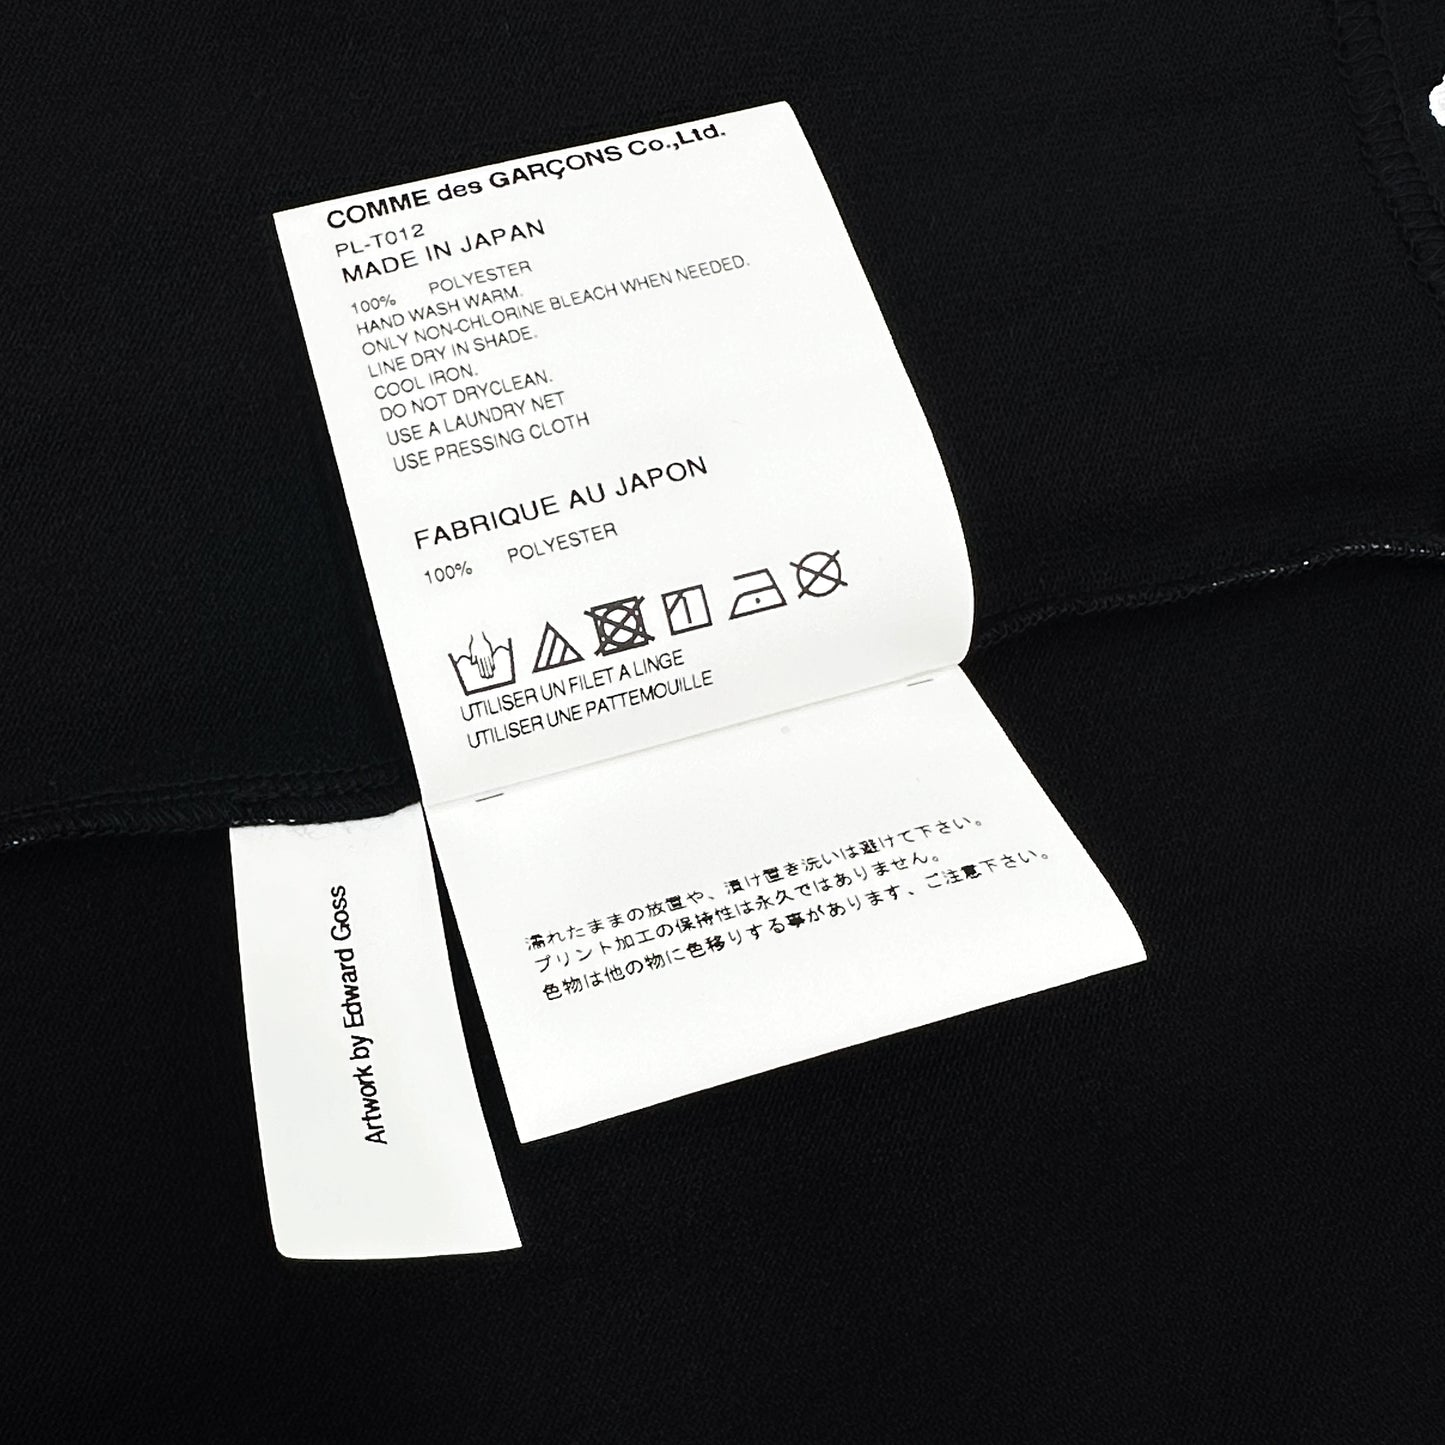 COMME des GARÇONS Co.,Ltd.
PL-T012
MADE IN JAPAN
100% POLYESTER
HAND WASH WARM.
ONLY NON-CHLORINE BLEACH WHEN NEEDED.
LINE DRY IN SHADE.
COOL IRON.
DO NOT DRYCLEAN.
USE A LAUNDRY NET
USE PRESSING CLOTH
FABRIQUE AU JAPON
100% POLYESTER
UTILISER UN FILET A LINGE
UTILISER UNE PATTEMOUILLE
濡れたままの放置や、漬け置き洗いは避けて下さい。
プリント加工の保持性は永久ではありません。
色物は他の物に色移りする事があります、ご注意下さい。
Artwork by Edward Goss